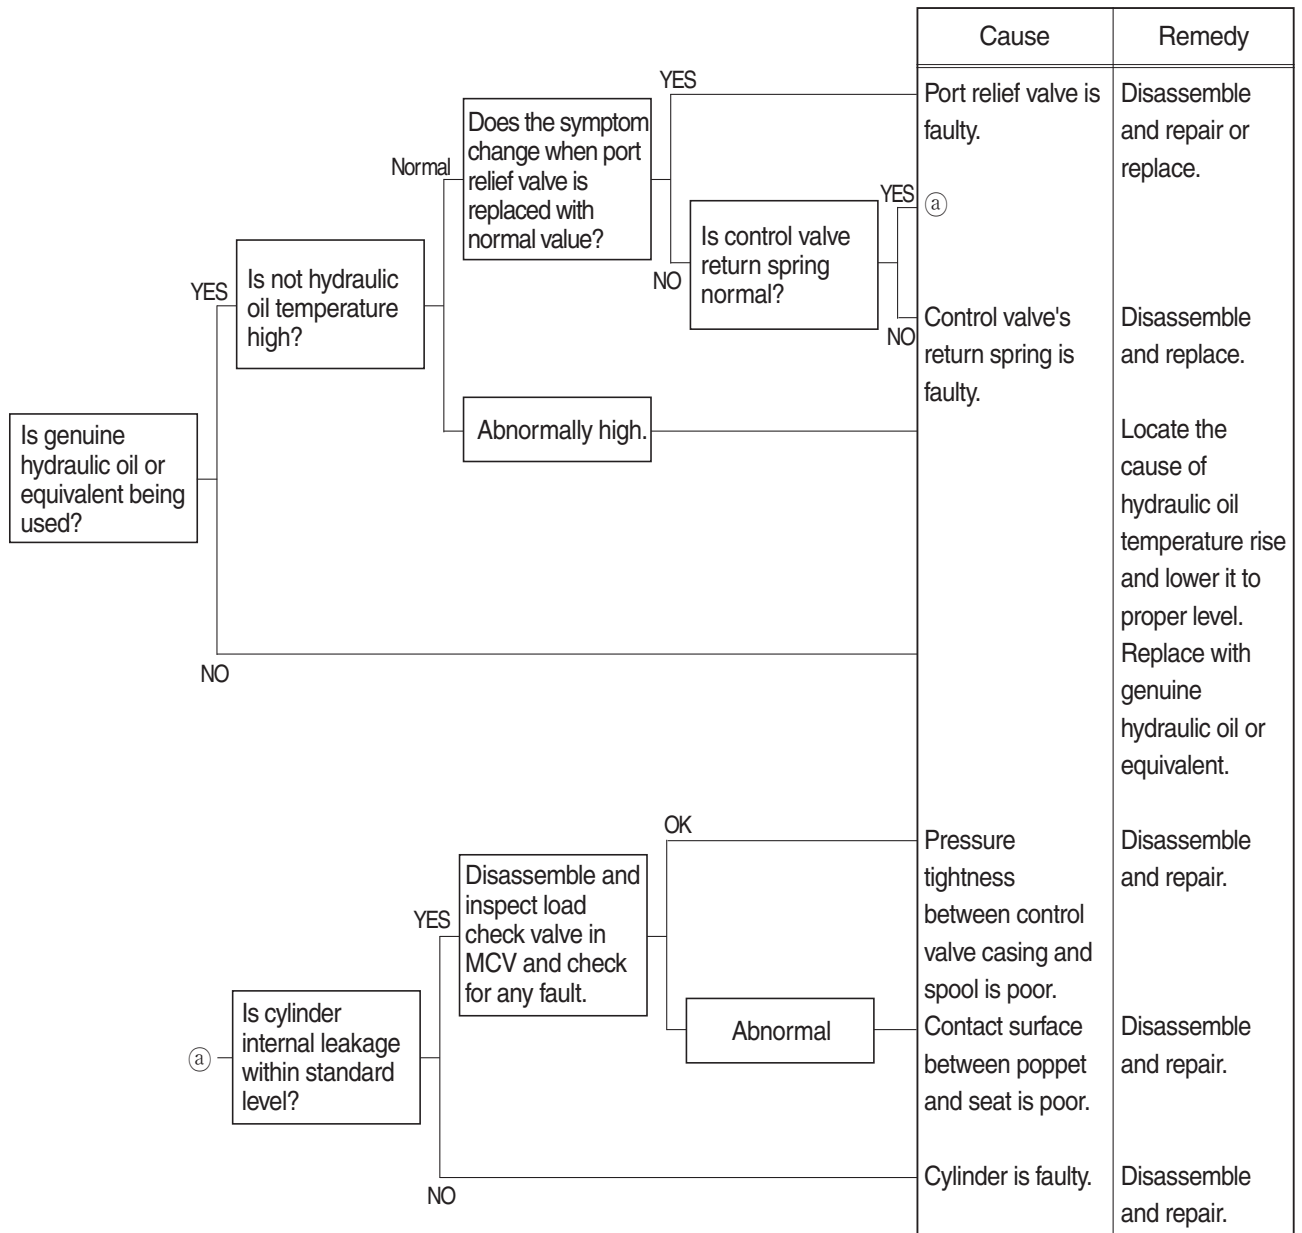 Cause
Remedy
YES
Port relief valve is
faulty.
Disassemble
and repair or
replace.
Does the symptom
change when port
relief valve is
replaced with
normal value?
Normal
YES
ⓐ
Is control valve
return spring
normal?
NO
NO
Control valve's
return spring is
faulty.
Disassemble
and replace.
YES
Is not hydraulic
oil temperature
high?
Abnormally high.
Locate the
cause of
hydraulic oil
temperature rise
and lower it to
proper level.
Is genuine
hydraulic oil or
equivalent being
used?
NO
Replace with
genuine
hydraulic oil or
equivalent.
OK
Pressure
tightness
between control
valve casing and
spool is poor.
Disassemble
and repair.
YES
Disassemble and
inspect load
check valve in
MCV and check
for any fault.
Abnormal
Contact surface
between poppet
and seat is poor.
Disassemble
and repair.
ⓐ
Is cylinder
internal leakage
within standard
level?
NO
Cylinder is faulty.
Disassemble
and repair.